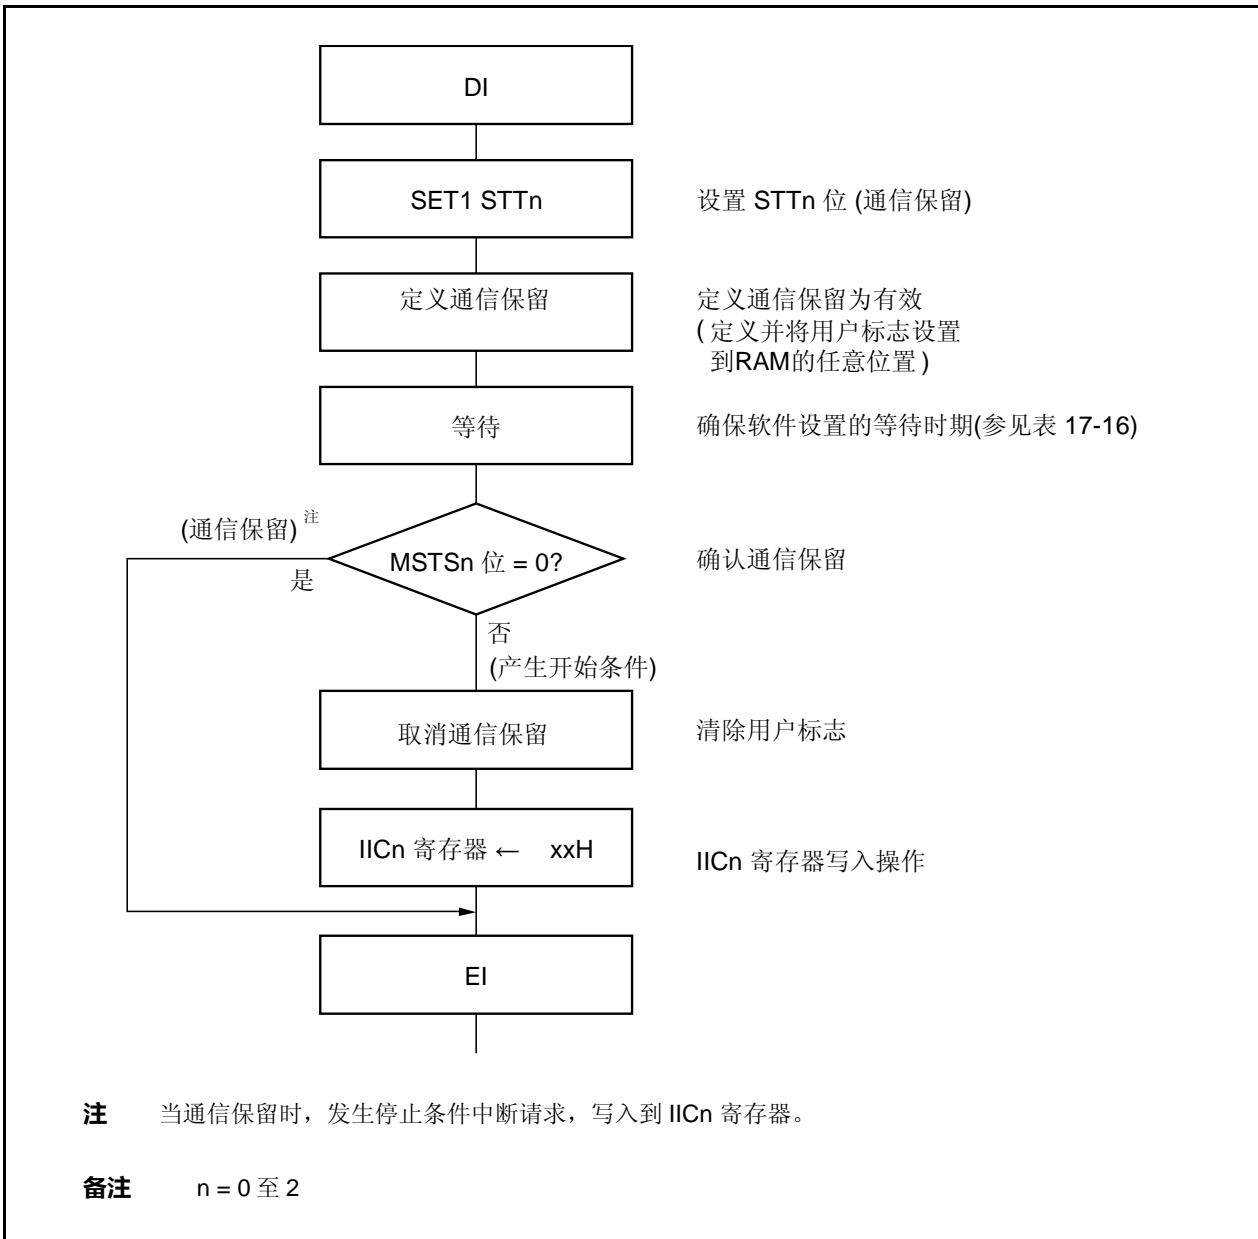 DI
SET1 STTn
设置 STTn 位 (通信保留)
定义通信保留
定义通信保留为有效
(定义并将用户标志设置
到RAM的任意位置)
等待
确保软件设置的等待时期(参见表 17-16)
(通信保留) 注
是
MSTSn 位 = 0?
确认通信保留
否
(产生开始条件)
取消通信保留
清除用户标志
IICn 寄存器 ← xxH
IICn 寄存器写入操作
EI
注 当通信保留时，发生停止条件中断请求，写入到 IICn 寄存器。
备注 n = 0 至 2